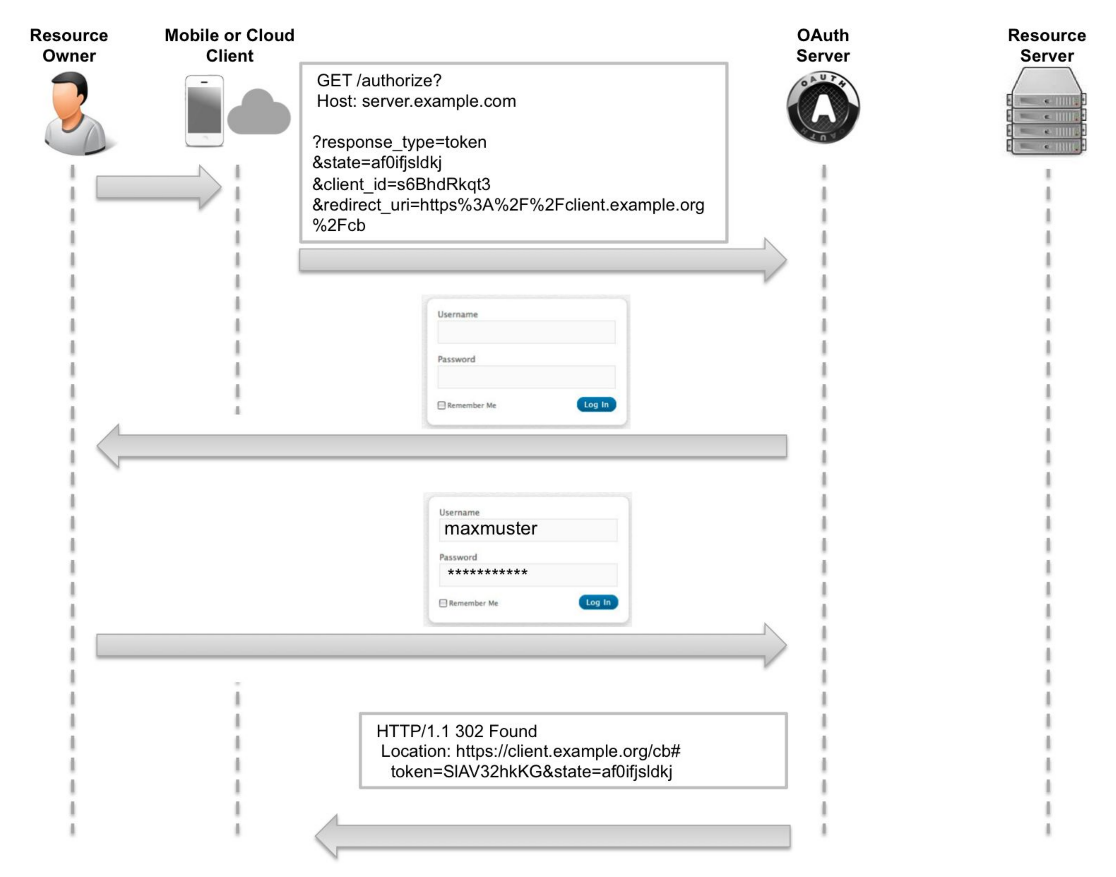 Resource
Owner
Mobile or Cloud
Client
OAuth
Server
Resource
Server
OAUTH
A
AUTH
GET /authorize?
Host: server.example.com
?response_type=token
&state=af0ifjsldkj
&client_id=s6BhdRkqt3
&redirect_uri=https%3A%2F%2Fclient.example.org
%2Fcb
Username
Password
Remember Me
Log In
Username
maxmuster
Password
***********
Remember Me
Log In
HTTP/1.1 302 Found
Location: https://client.example.org/cb#
token=SlAV32hkKG&state=af0ifjsldkj